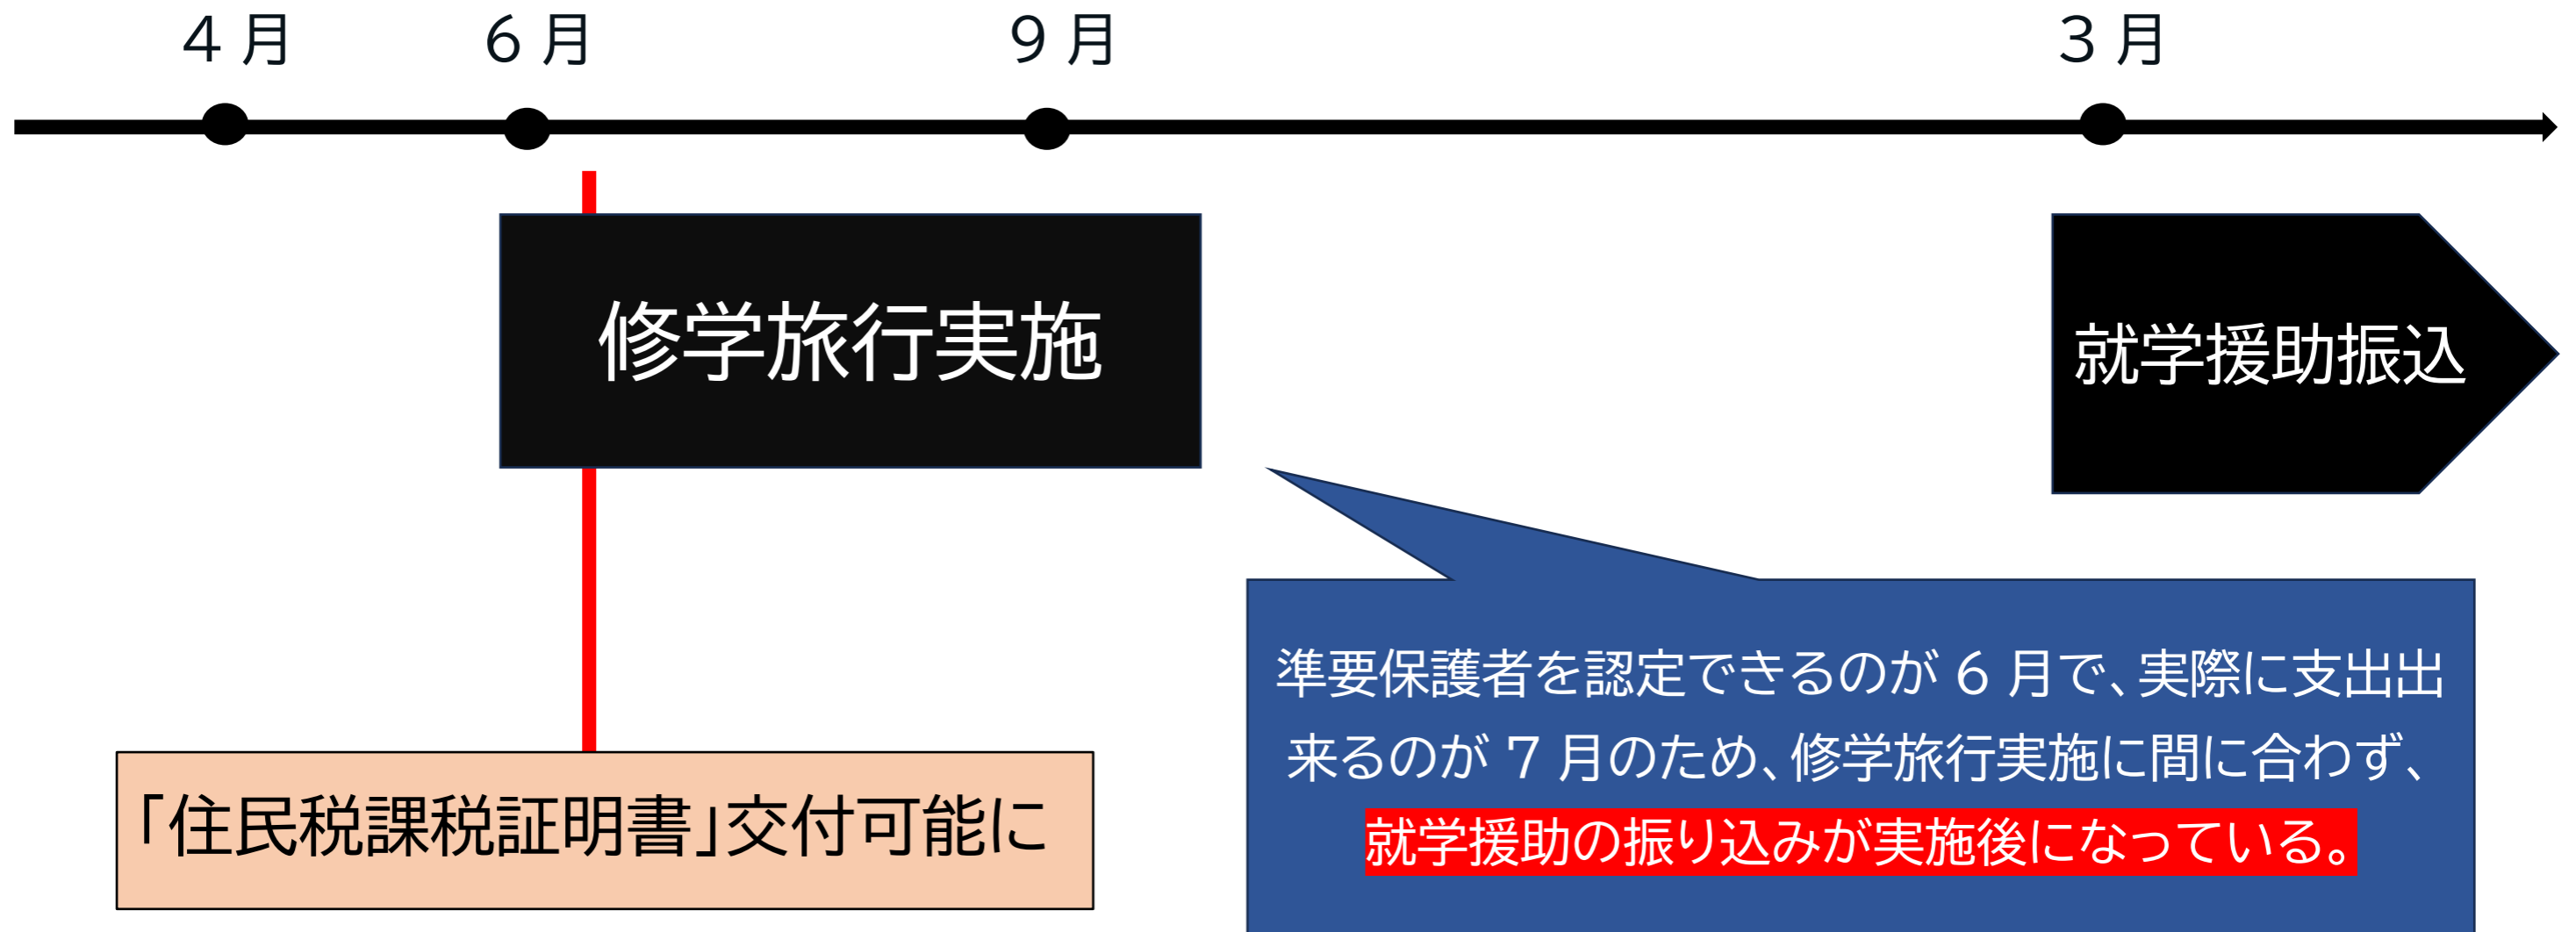 4月
6月
9月
3月
修学旅行実施
就学援助振込
準要保護者を認定できるのが6月で、実際に支出出
来るのが7月のため、修学旅行実施に間に合わず、
就学援助の振り込みが実施後になっている。
「住民税課税証明書」交付可能に